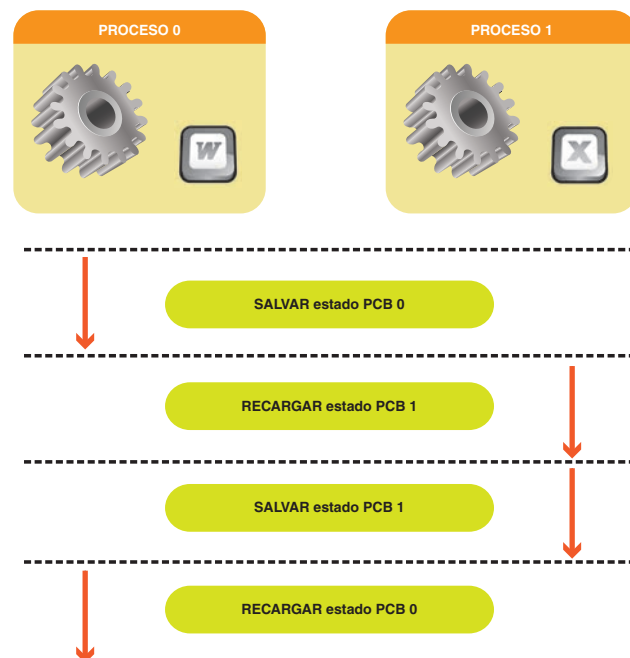 PROCESO 0
PROCESO 1
W
X
SALVAR estado PCB 0
RECARGAR estado PCB 1
SALVAR estado PCB 1
RECARGAR estado PCB 0